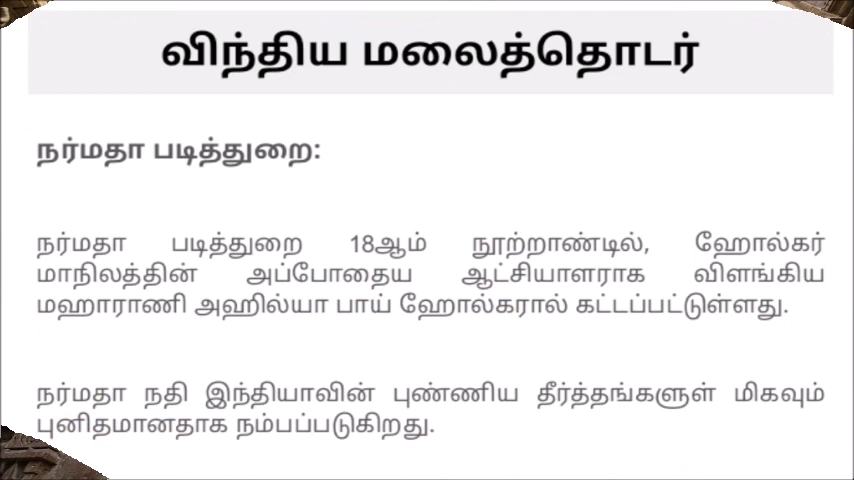 விந்திய மலைத்தொடர்
நர்மதா படித்துறை:
நர்மதா படித்துறை 18ஆம் நூற்றாண்டில், ஹோல்கர்
மாநிலத்தின் அப்போதைய ஆட்சியாளராக விளங்கிய
மஹாராணி அஹில்யா பாய் ஹோல்கரால் கட்டப்பட்டுள்ளது.
நர்மதா நதி இந்தியாவின் புண்ணிய தீர்த்தங்களுள் மிகவும்
புனிதமானதாக நம்பப்படுகிறது.